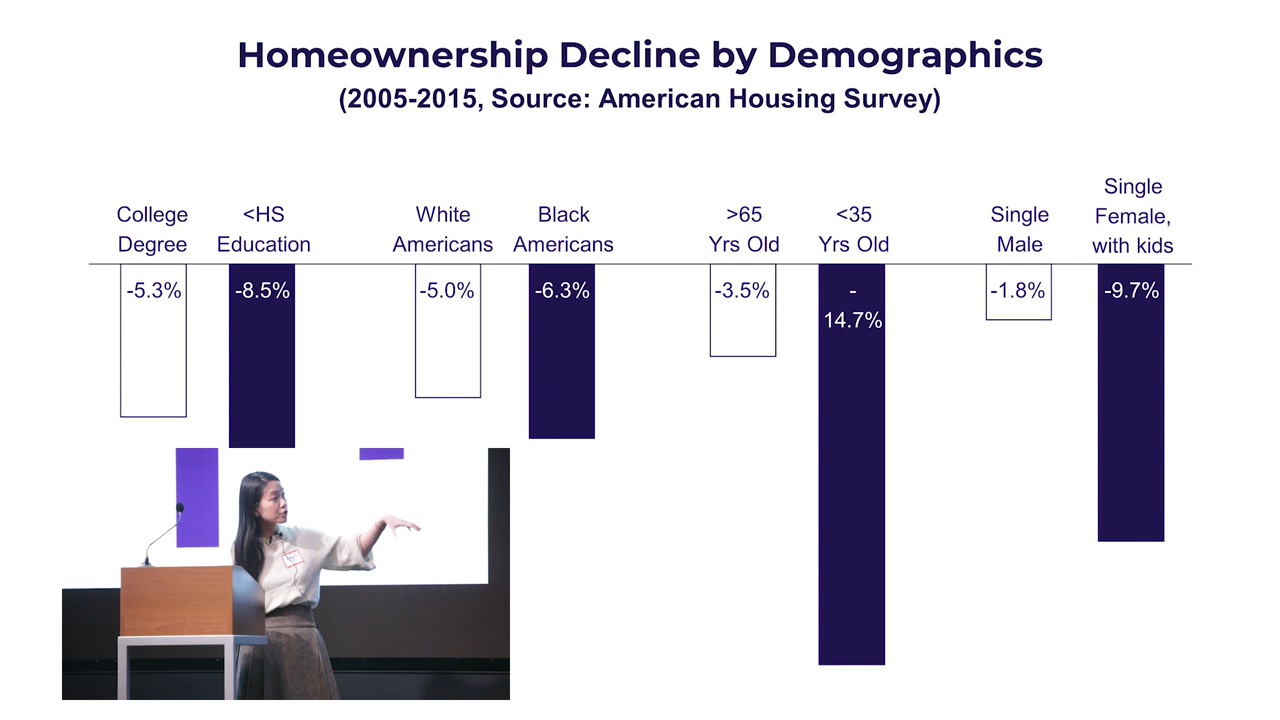 Homeownership Decline by Demographics
(2005-2015, Source: American Housing Survey)
College
Degree
<HS
Education
White
Americans
Black
Americans
>65
Yrs Old
<35
Yrs Old
Single
Male
Single
Female,
with kids
-5.3%
-8.5%
-5.0%
-6.3%
-3.5%
-
14.7%
-1.8%
-9.7%